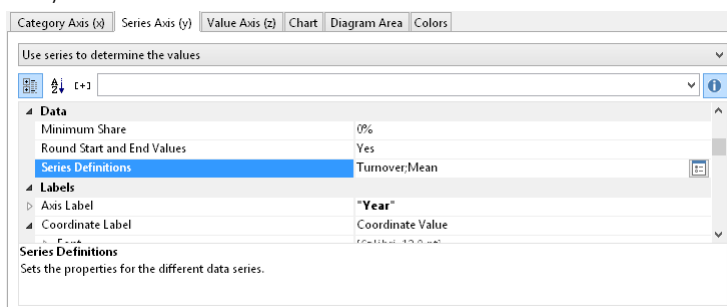 Category Axis (x) Series Axis (y) Value Axis (z) Chart Diagram Area Colors
Use series to determine the values
[+]
Data
Minimum Share 0%
Round Start and End Values Yes
Series Definitions Turnover;Mean
Labels
Axis Label "Year"
Coordinate Label Coordinate Value
Series Definitions
Sets the properties for the different data series.